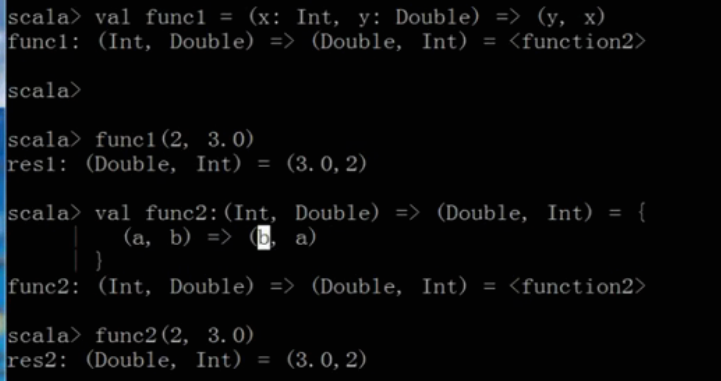 scala> val func1 = (x: Int, y: Double) => (y, x)
func1: (Int, Double) => (Double, Int) = <function2>
scala>
scala> func1(2, 3.0)
res1: (Double, Int) = (3.0,2)
scala> val func2:(Int, Double) => (Double, Int) = {
| (a, b) => (b, a)
| }
func2: (Int, Double) => (Double, Int) = <function2>
scala> func2(2, 3.0)
res2: (Double, Int) = (3.0,2)